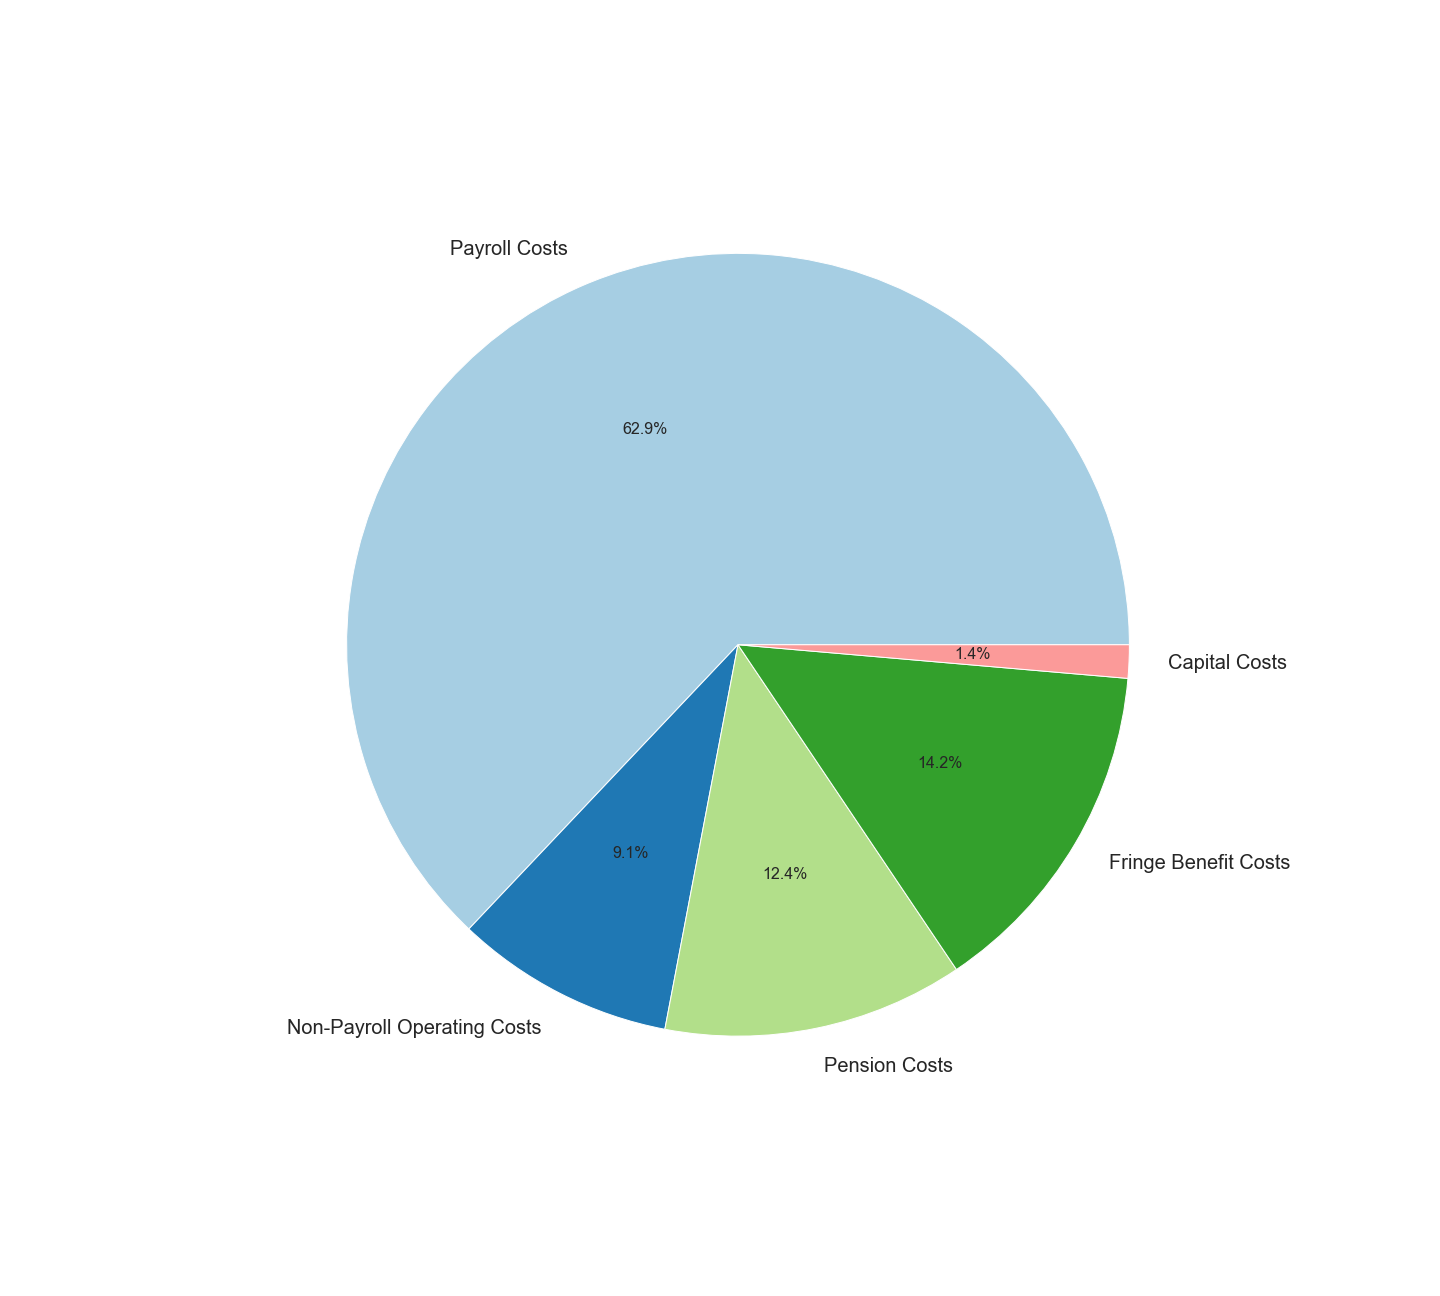 Payroll Costs
62.9%
1.4%
Capital Costs
14.2%
9.1%
Fringe Benefit Costs
12.4%
Non-Payroll Operating Costs
Pension Costs